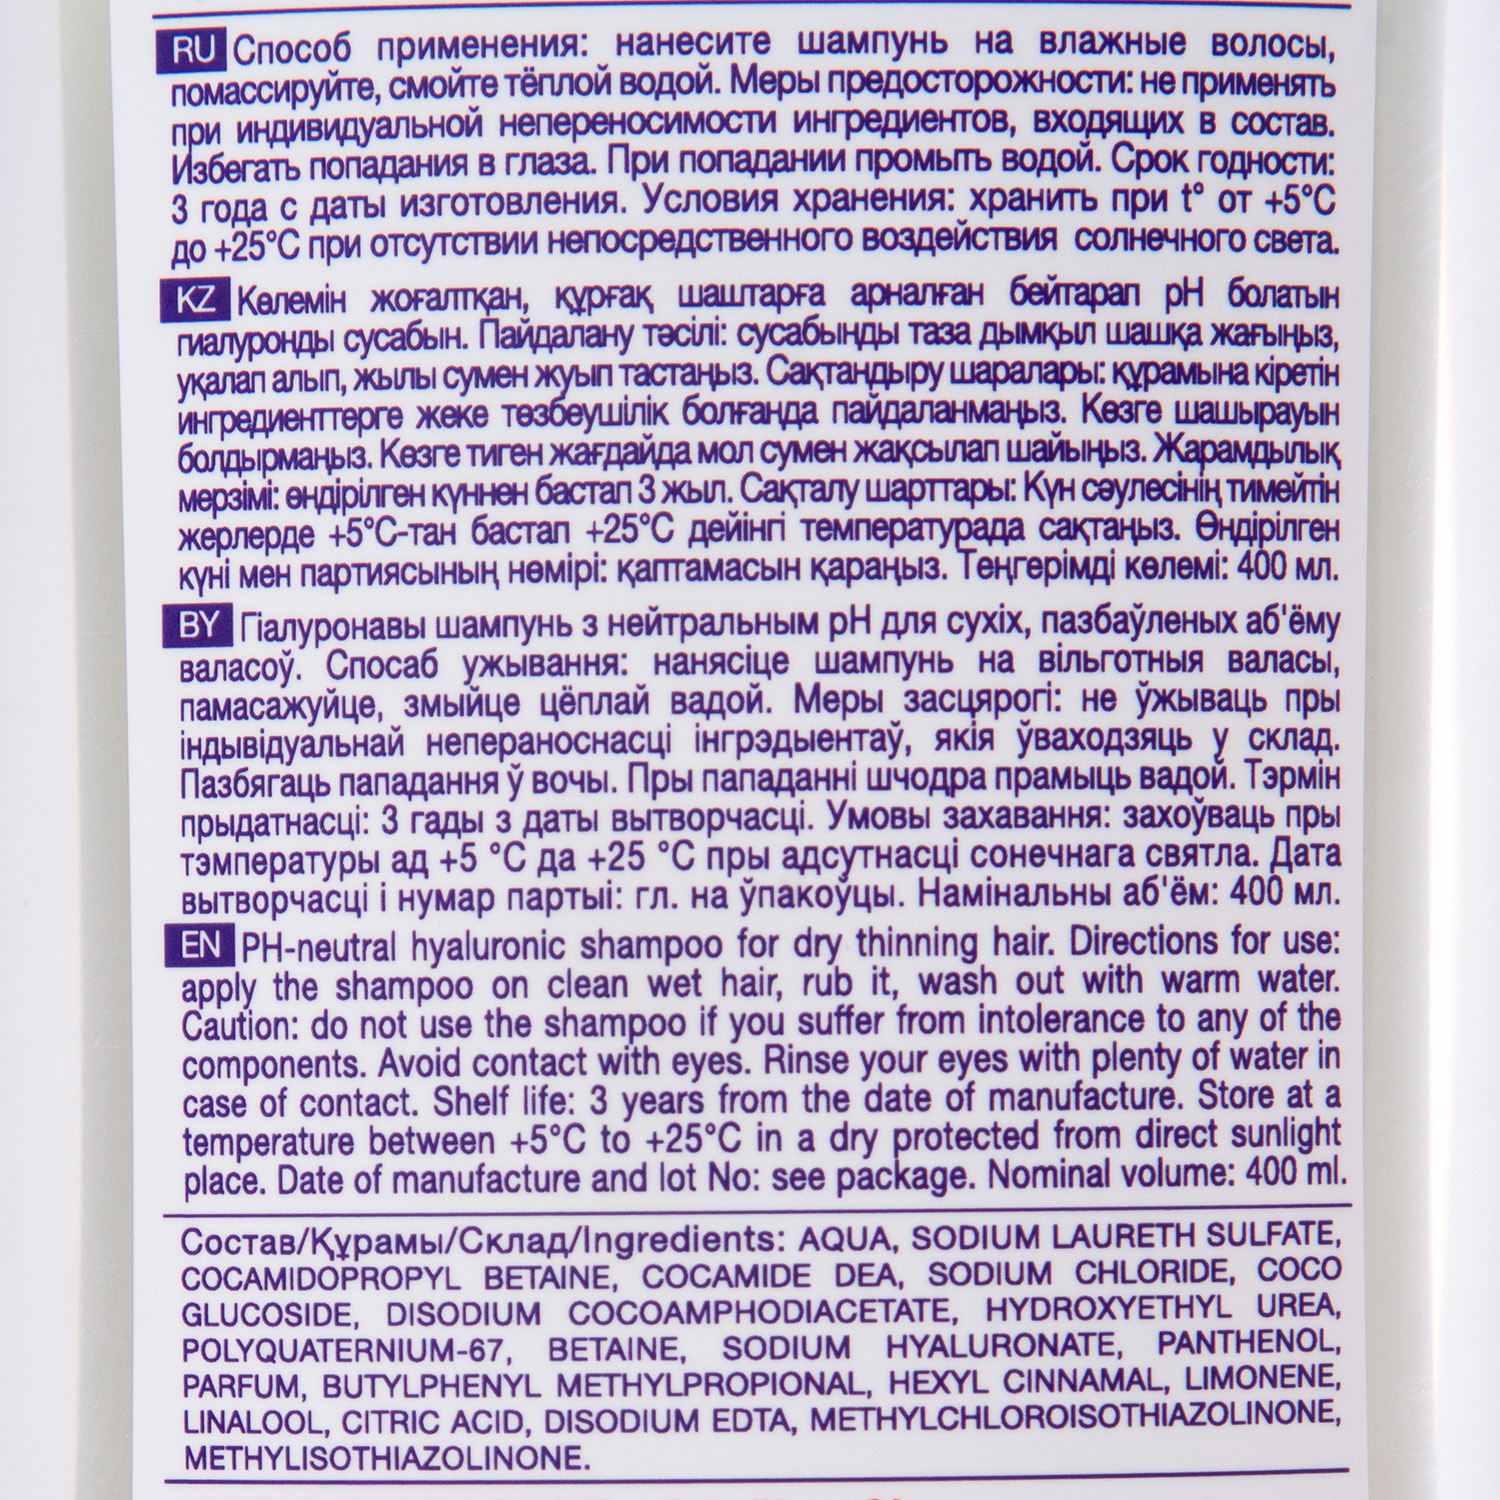 RU Способ применения: нанесите шампунь на влажные волосы,
помассируйте, смойте тёплой водой. Меры предосторожности: не применять
при индивидуальной непереносимости ингредиентов, входящих в состав.
Избегать попадания в глаза. При попадании промыть водой. Срок годности:
3 года с даты изготовления. Условия хранения: хранить при t° от +5°C
до +25°C при отсутствии непосредственного воздействия солнечного света.
KZ Көлемін жоғалтқан, құрғақ шаштарға арналған бейтарап pH болатын
гиалуронды сусабын. Пайдалану тәсілі: сусабынды таза дымқыл шашқа жағыңыз,
уқалап алып, жылы сумен жуып тастаңыз. Сақтандыру шаралары: құрамына кіретін
ингредиенттерге жеке төзбеушілік болғанда пайдаланмаңыз. Көзге шашырауын
болдырмаңыз. Көзге тиген жағдайда мол сумен жақсылап шайыңыз. Жарамдылық
мерзімі: өндірілген күннен бастап 3 жыл. Сақталу шарттары: Күн сәулесінің тимейтін
жерлерде +5°C-тан бастап +25°C дейінгі температурада сақтаңыз. Өндірілген
күні мен партиясының нөмірі: қаптамасын қараңыз. Теңгерімді көлемі: 400 мл.
BY Гіалуронавы шампунь з нейтральным pH для сухіх, пазбаўленых аб'ёму
валасоў. Спосаб ужывання: нанясіце шампунь на вільготныя валасы,
памасажуйце, змыйце цёплай вадой. Меры засцярогі: не ўжываць пры
індывідуальнай непераноснасці інгрэдыентаў, якія ўваходзяць у склад.
Пазбягаць пападання ў вочы. Пры пападанні шчодра прамыць вадой. Тэрмін
прыдатнасці: 3 гады з даты вытворчасці. Умовы захавання: захоўваць пры
тэмпературы ад +5 °C да +25 °C пры адсутнасці сонечнага святла. Дата
вытворчасці і нумар партыі: гл. на ўпакоўцы. Намінальны аб'ём: 400 мл.
EN PH-neutral hyaluronic shampoo for dry thinning hair. Directions for use:
apply the shampoo on clean wet hair, rub it, wash out with warm water.
Caution: do not use the shampoo if you suffer from intolerance to any of the
components. Avoid contact with eyes. Rinse your eyes with plenty of water in
case of contact. Shelf life: 3 years from the date of manufacture. Store at a
temperature between +5°C to +25°C in a dry protected from direct sunlight
place. Date of manufacture and lot No: see package. Nominal volume: 400 ml.
Состав/Құрамы/Склад/Ingredients: AQUA, SODIUM LAURETH SULFATE,
COCAMIDOPROPYL BETAINE, COCAMIDE DEA, SODIUM CHLORIDE, COCO
GLUCOSIDE, DISODIUM COCOAMPHODIACETATE, HYDROXYETHYL UREA,
POLYQUATERNIUM-67, BETAINE, SODIUM HYALURONATE, PANTHENOL,
PARFUM, BUTYLPHENYL METHYLPROPIONAL, HEXYL CINNAMAL, LIMONENE,
LINALOOL, CITRIC ACID, DISODIUM EDTA, METHYLCHLOROISOTHIAZOLINONE,
METHYLISOTHIAZOLINONE.